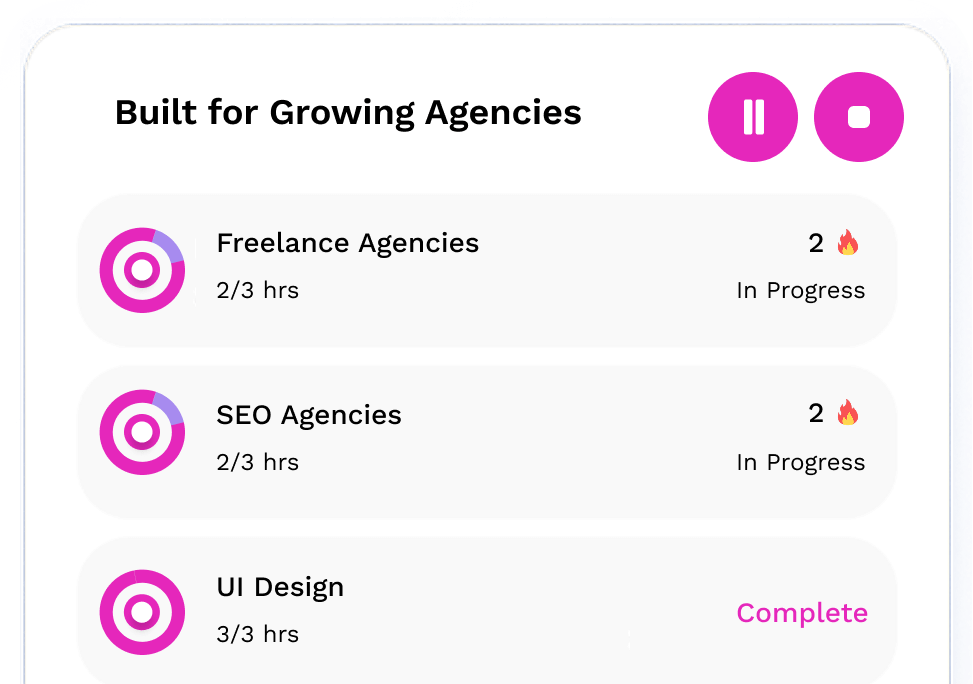 Built for Growing Agencies
Freelance Agencies
2 🔥
2/3 hrs
In Progress
SEO Agencies
2 🔥
2/3 hrs
In Progress
UI Design
3/3 hrs
Complete